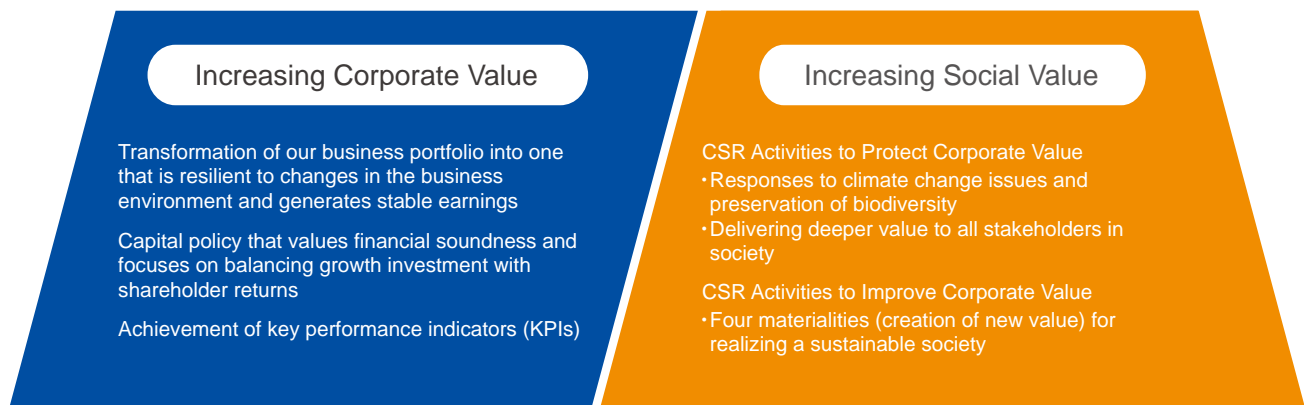 Increasing Corporate Value
Transformation of our business portfolio into one
that is resilient to changes in the business
environment and generates stable earnings
Capital policy that values financial soundness and
focuses on balancing growth investment with
shareholder returns
Achievement of key performance indicators (KPIs)
Increasing Social Value
CSR Activities to Protect Corporate Value
・Responses to climate change issues and
preservation of biodiversity
・Delivering deeper value to all stakeholders in
society
CSR Activities to Improve Corporate Value
・Four materialities (creation of new value) for
realizing a sustainable society